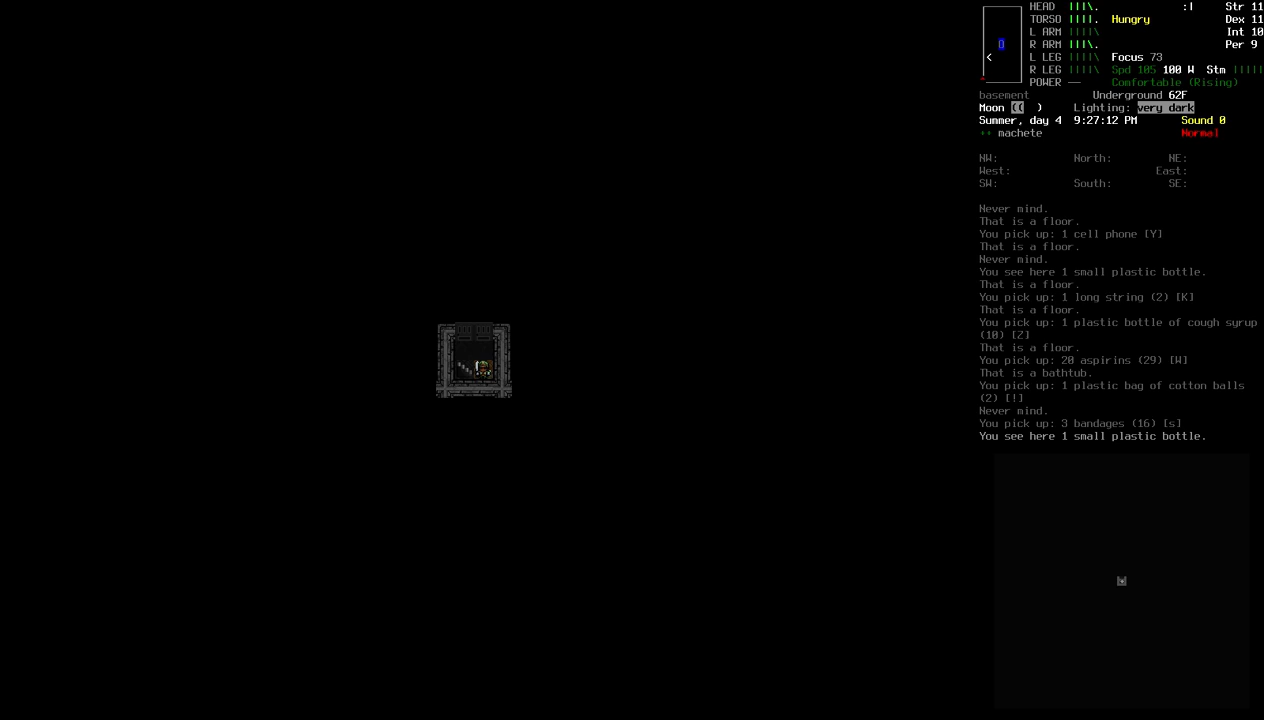 HEAD |||\. :| Str 11
TORSO ||||. Hungry Dex 11
L ARM ||||\ Int 10
R ARM |||\. Per 9
L LEG ||||\ Focus 73
R LEG ||||\ Spd 105 100 W Stm |||||
POWER -- Comfortable (Rising)
basement Underground 62F
Moon (( ) Lighting: very dark
Summer, day 4 9:27:12 PM Sound 0
++ machete Normal
NW: North: NE:
West: East:
SW: South: SE:
Never mind.
That is a floor.
You pick up: 1 cell phone [Y]
That is a floor.
Never mind.
You see here 1 small plastic bottle.
That is a floor.
You pick up: 1 long string (2) [K]
That is a floor.
You pick up: 1 plastic bottle of cough syrup
(10) [Z]
That is a floor.
You pick up: 20 aspirins (29) [W]
That is a bathtub.
You pick up: 1 plastic bag of cotton balls
(2) [!]
Never mind.
You pick up: 3 bandages (16) [s]
You see here 1 small plastic bottle.